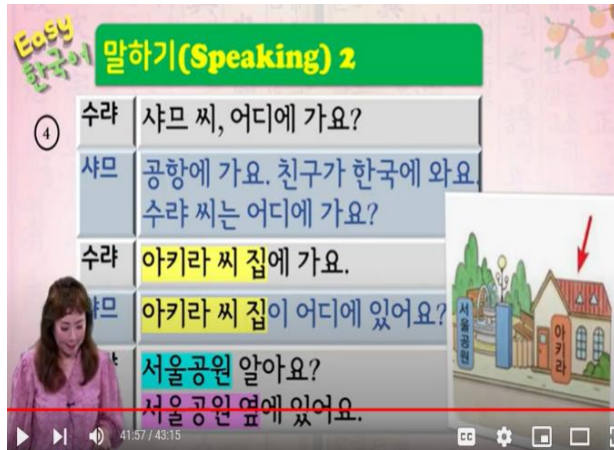 Easy
한국어
말하기(Speaking) 2
4
수랴 샤므 씨, 어디에 가요?
샤므 공항에 가요. 친구가 한국에 와요.
수랴 씨는 어디에 가요?
수랴 아키라 씨 집에 가요.
므 아키라 씨 집이 어디에 있어요?
서울공원 알아요?
서울공원 옆에 있어요.
서울공원
아키라
41:57 / 43:15
CC